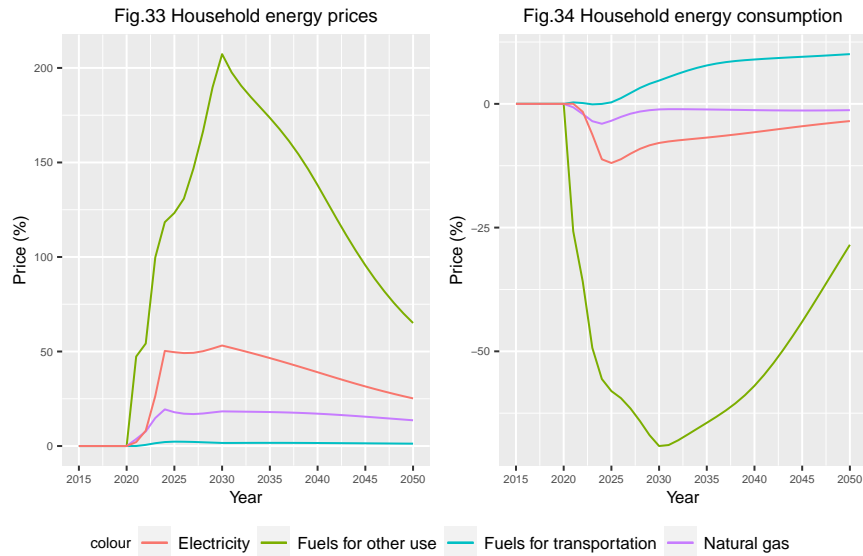 Fig.33 Household energy prices
Price (%)
200
150
100
50
0
2015 2020 2025 2030 2035 2040 2045 2050
Year
Fig.34 Household energy consumption
Price (%)
0
−25
−50
2015 2020 2025 2030 2035 2040 2045 2050
Year
colour Electricity Fuels for other use Fuels for transportation Natural gas